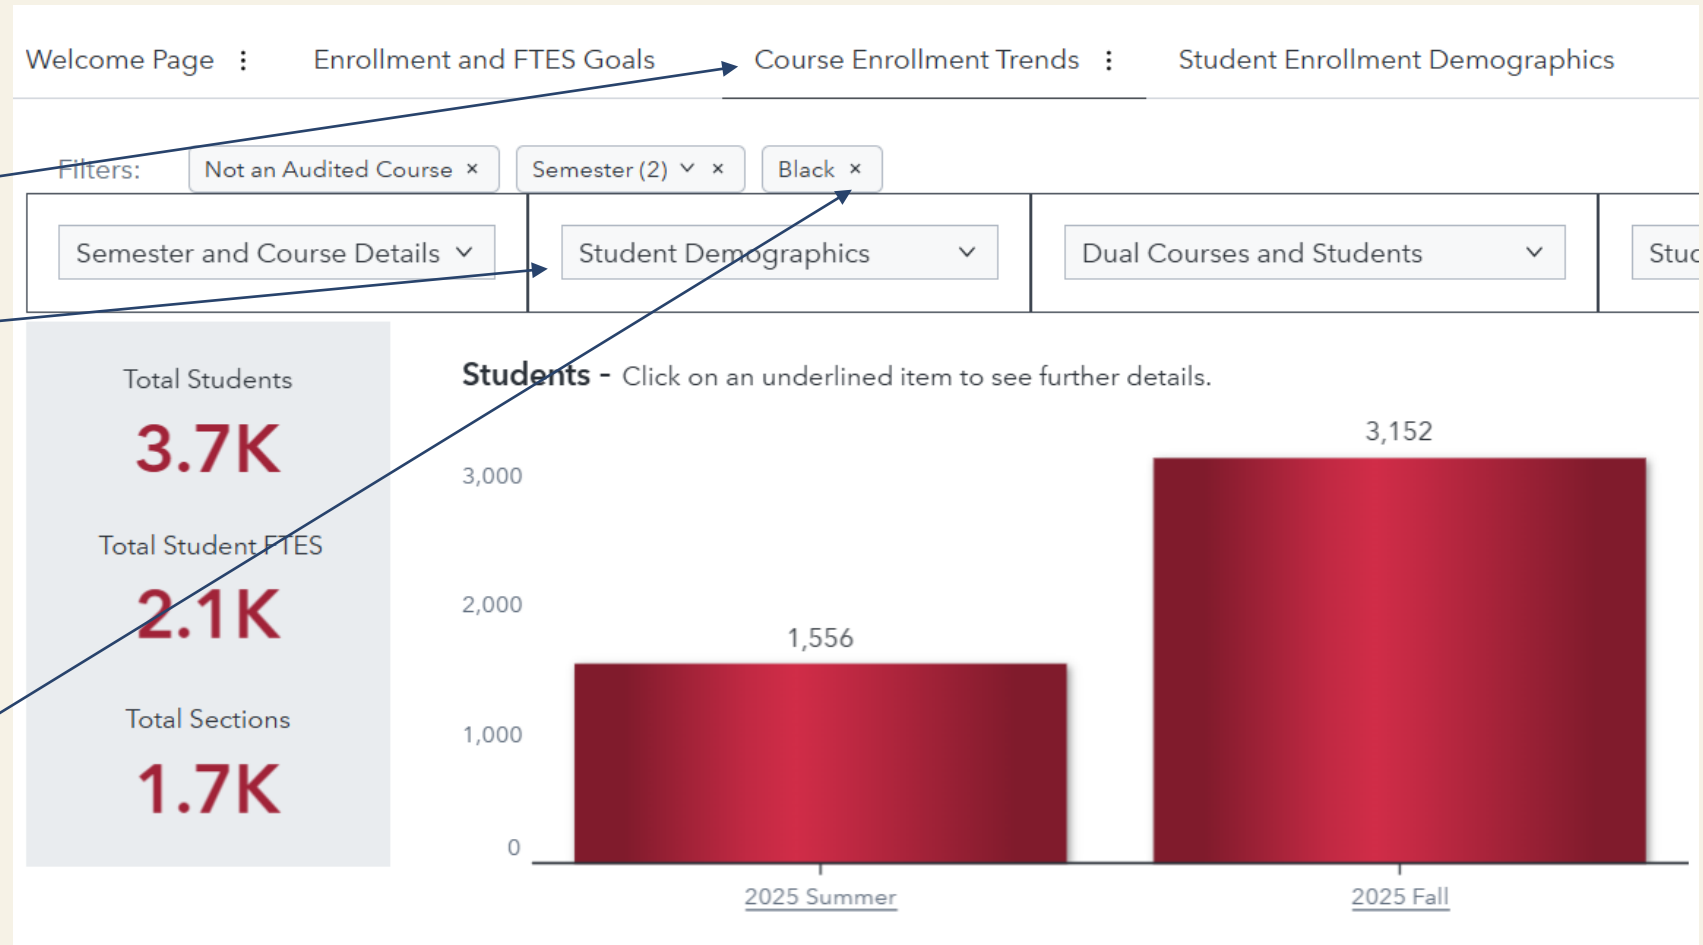 Welcome Page Enrollment and FTES Goals Course Enrollment Trends Student Enrollment Demographics
Filters: Not an Audited Course × Semester (2) × Black ×
Semester and Course Details Student Demographics Dual Courses and Students Stud
Total Students
3.7K
Total Student FTES
2.1K
Total Sections
1.7K
Students - Click on an underlined item to see further details.
3,152
3,000
2,000
1,556
1,000
0
2025 Summer 2025 Fall